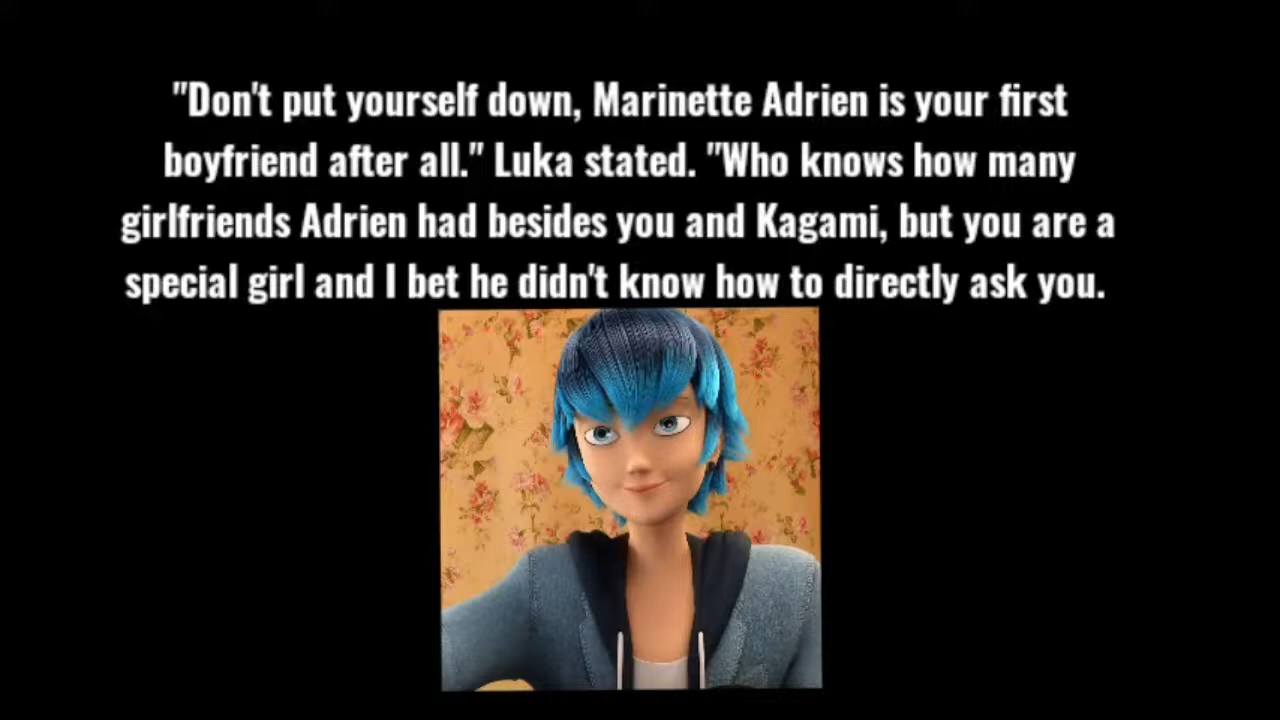 "Don't put yourself down, Marinette Adrien is your first
boyfriend after all." Luka stated. "Who knows how many
girlfriends Adrien had besides you and Kagami, but you are a
special girl and I bet he didn't know how to directly ask you.